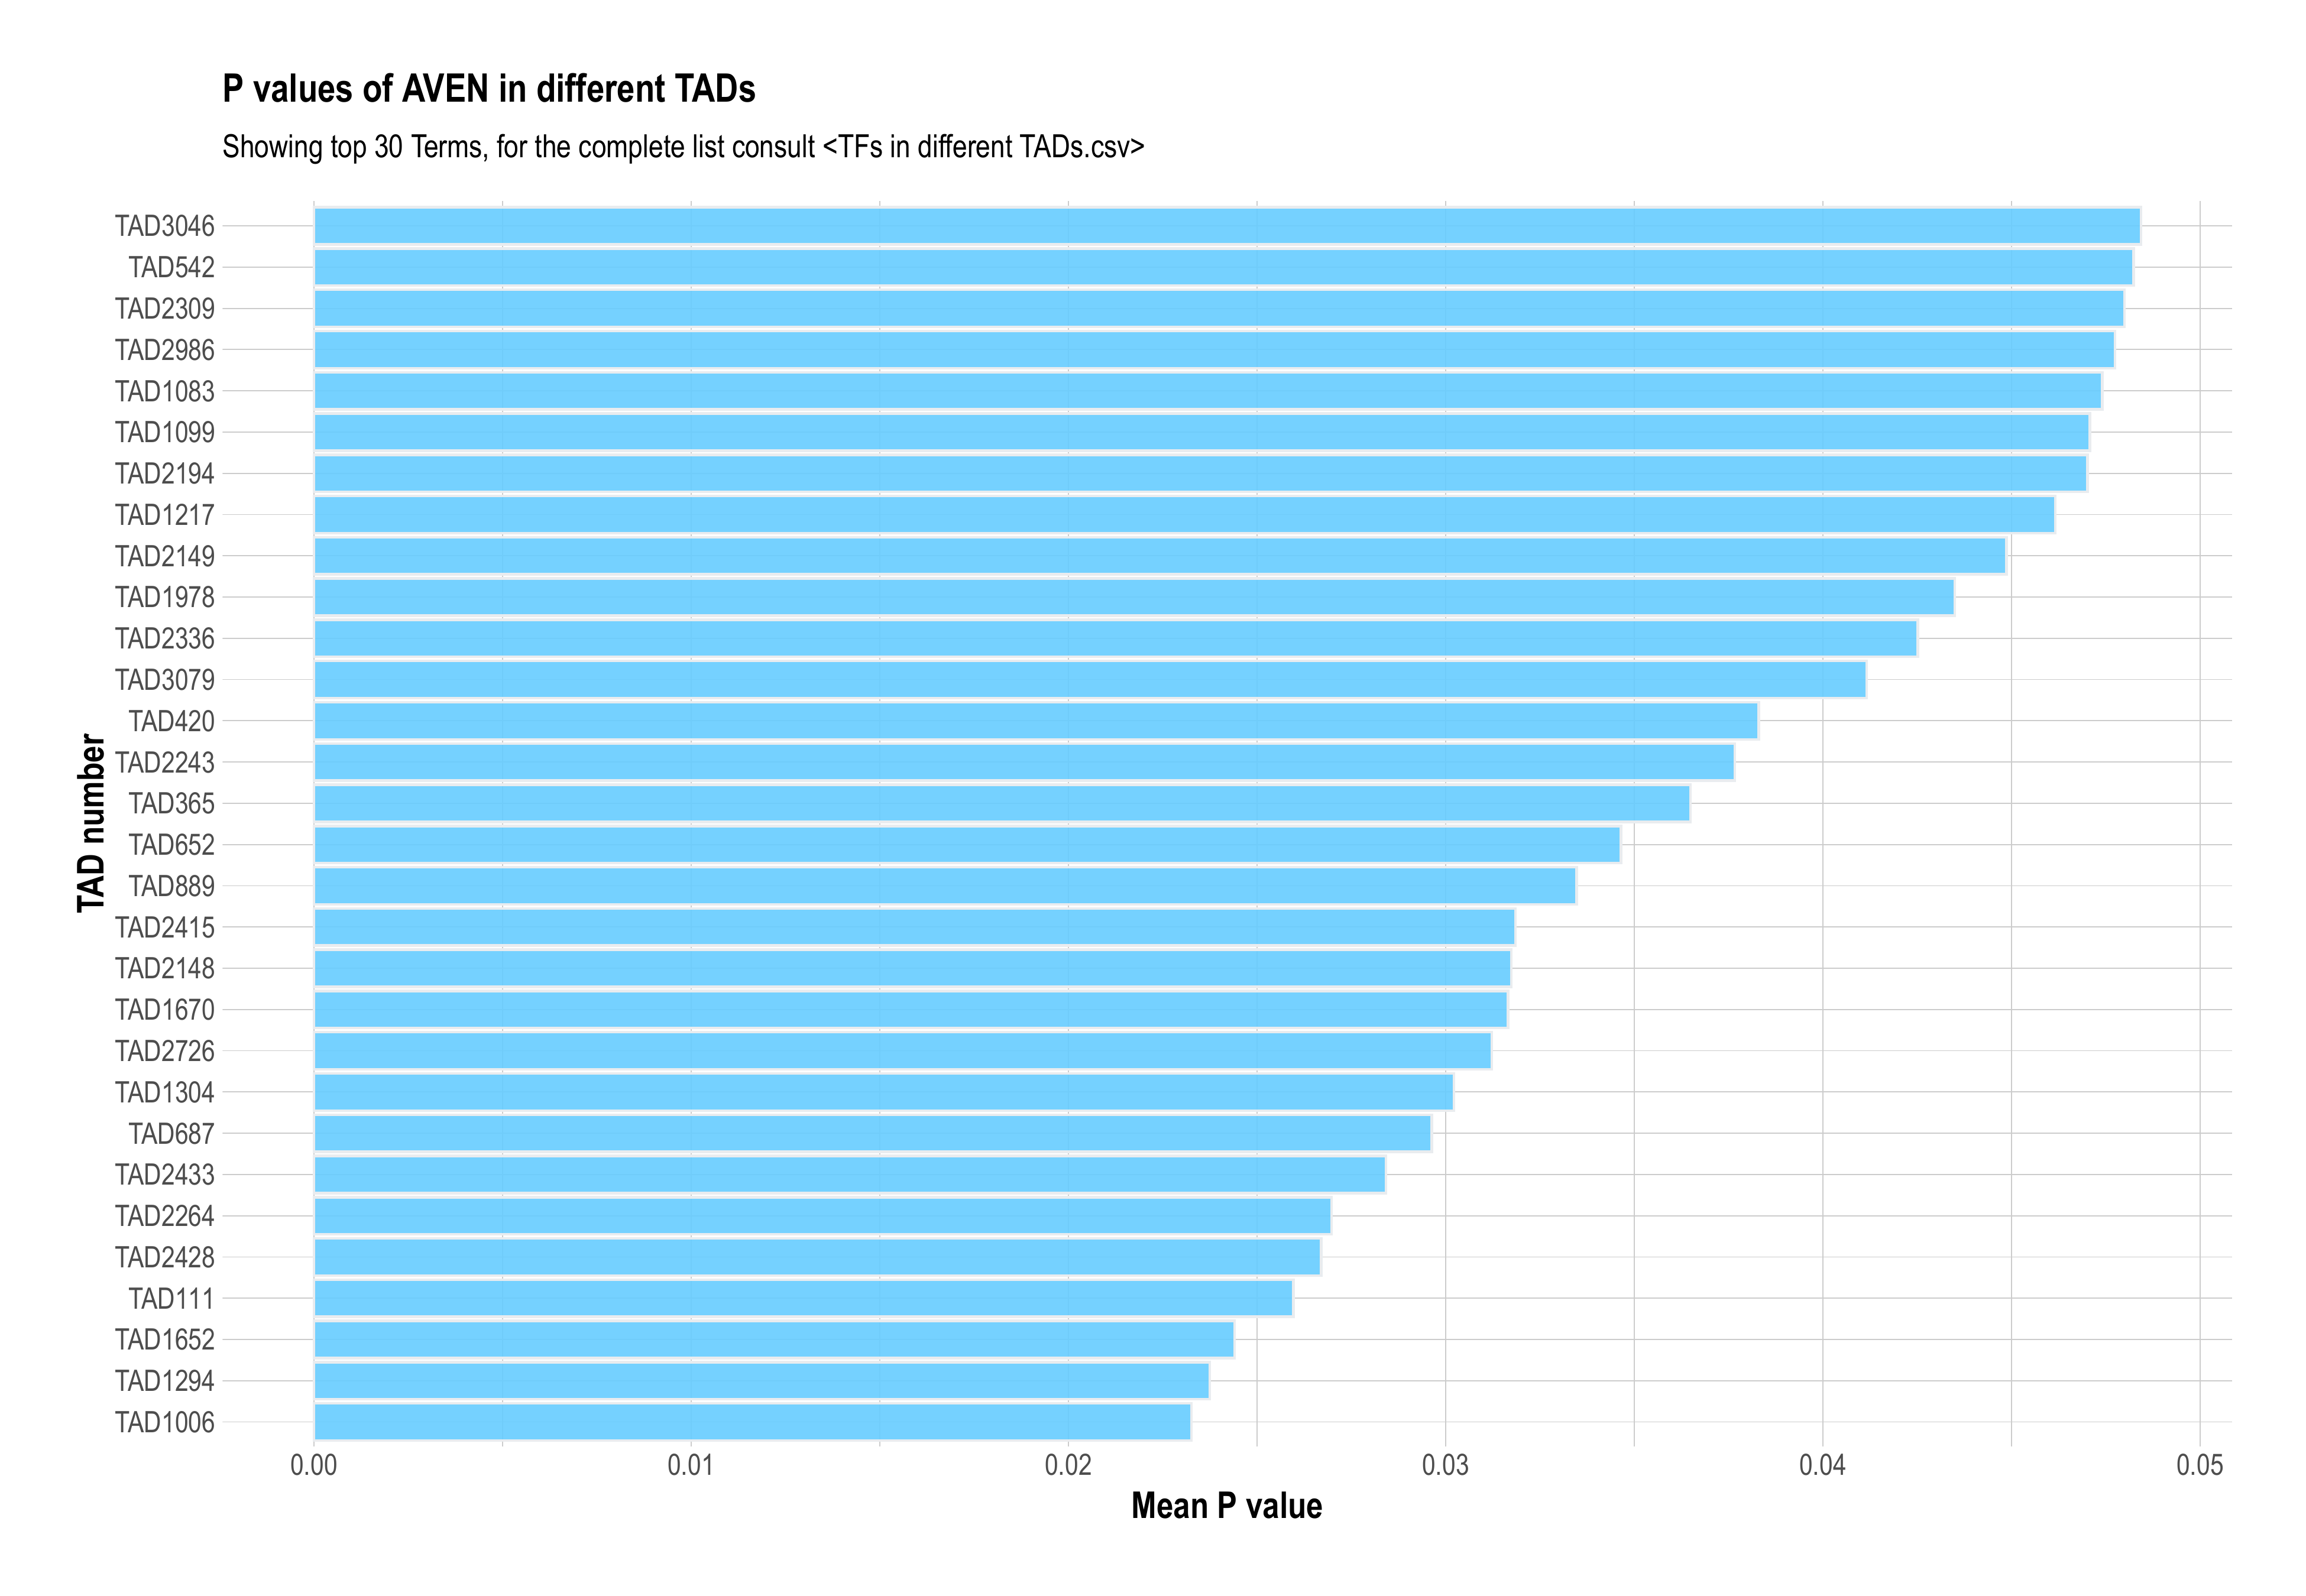 P values of AVEN in different TADs
Showing top 30 Terms, for the complete list consult <TFs in different TADs.csv>
TAD number
TAD3046
TAD542
TAD2309
TAD2986
TAD1083
TAD1099
TAD2194
TAD1217
TAD2149
TAD1978
TAD2336
TAD3079
TAD420
TAD2243
TAD365
TAD652
TAD889
TAD2415
TAD2148
TAD1670
TAD2726
TAD1304
TAD687
TAD2433
TAD2264
TAD2428
TAD111
TAD1652
TAD1294
TAD1006
0.00 0.01 0.02 0.03 0.04 0.05
Mean P value